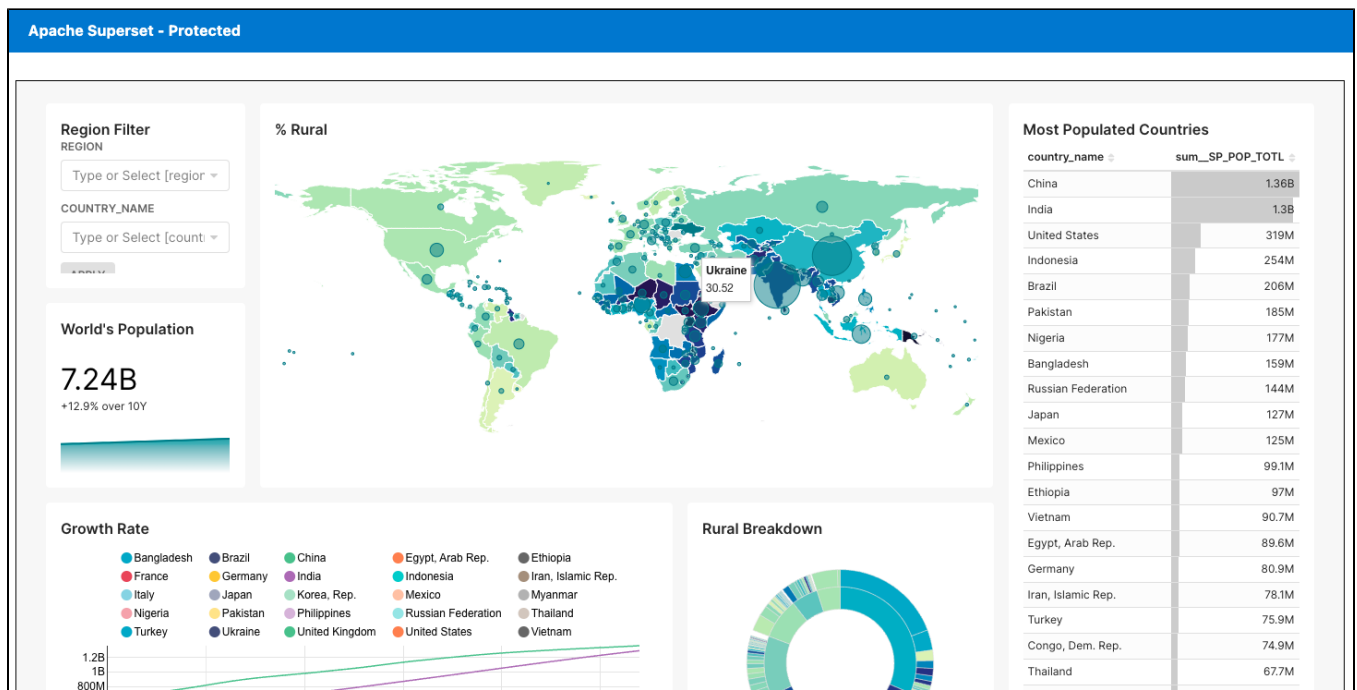 Apache Superset - Protected
Region Filter
REGION
Type or Select [region
COUNTRY_NAME
Type or Select [count
APPLY
World's Population
7.24B
+12.9% over 10Y
% Rural
Ukraine
30.52
Most Populated Countries
country_name sum__SP_POP_TOTL
China 1.36B
India 1.3B
United States 319M
Indonesia 254M
Brazil 206M
Pakistan 185M
Nigeria 177M
Bangladesh 159M
Russian Federation 144M
Japan 127M
Mexico 125M
Philippines 99.1M
Ethiopia 97M
Vietnam 90.7M
Egypt, Arab Rep. 89.6M
Germany 80.9M
Iran, Islamic Rep. 78.1M
Turkey 75.9M
Congo, Dem. Rep. 74.9M
Thailand 67.7M
Growth Rate
Bangladesh Brazil China Egypt, Arab Rep. Ethiopia
France Germany India Indonesia Iran, Islamic Rep.
Italy Japan Korea, Rep. Mexico Myanmar
Nigeria Pakistan Philippines Russian Federation Thailand
Turkey Ukraine United Kingdom United States Vietnam
1.2B
1B
800M
Rural Breakdown